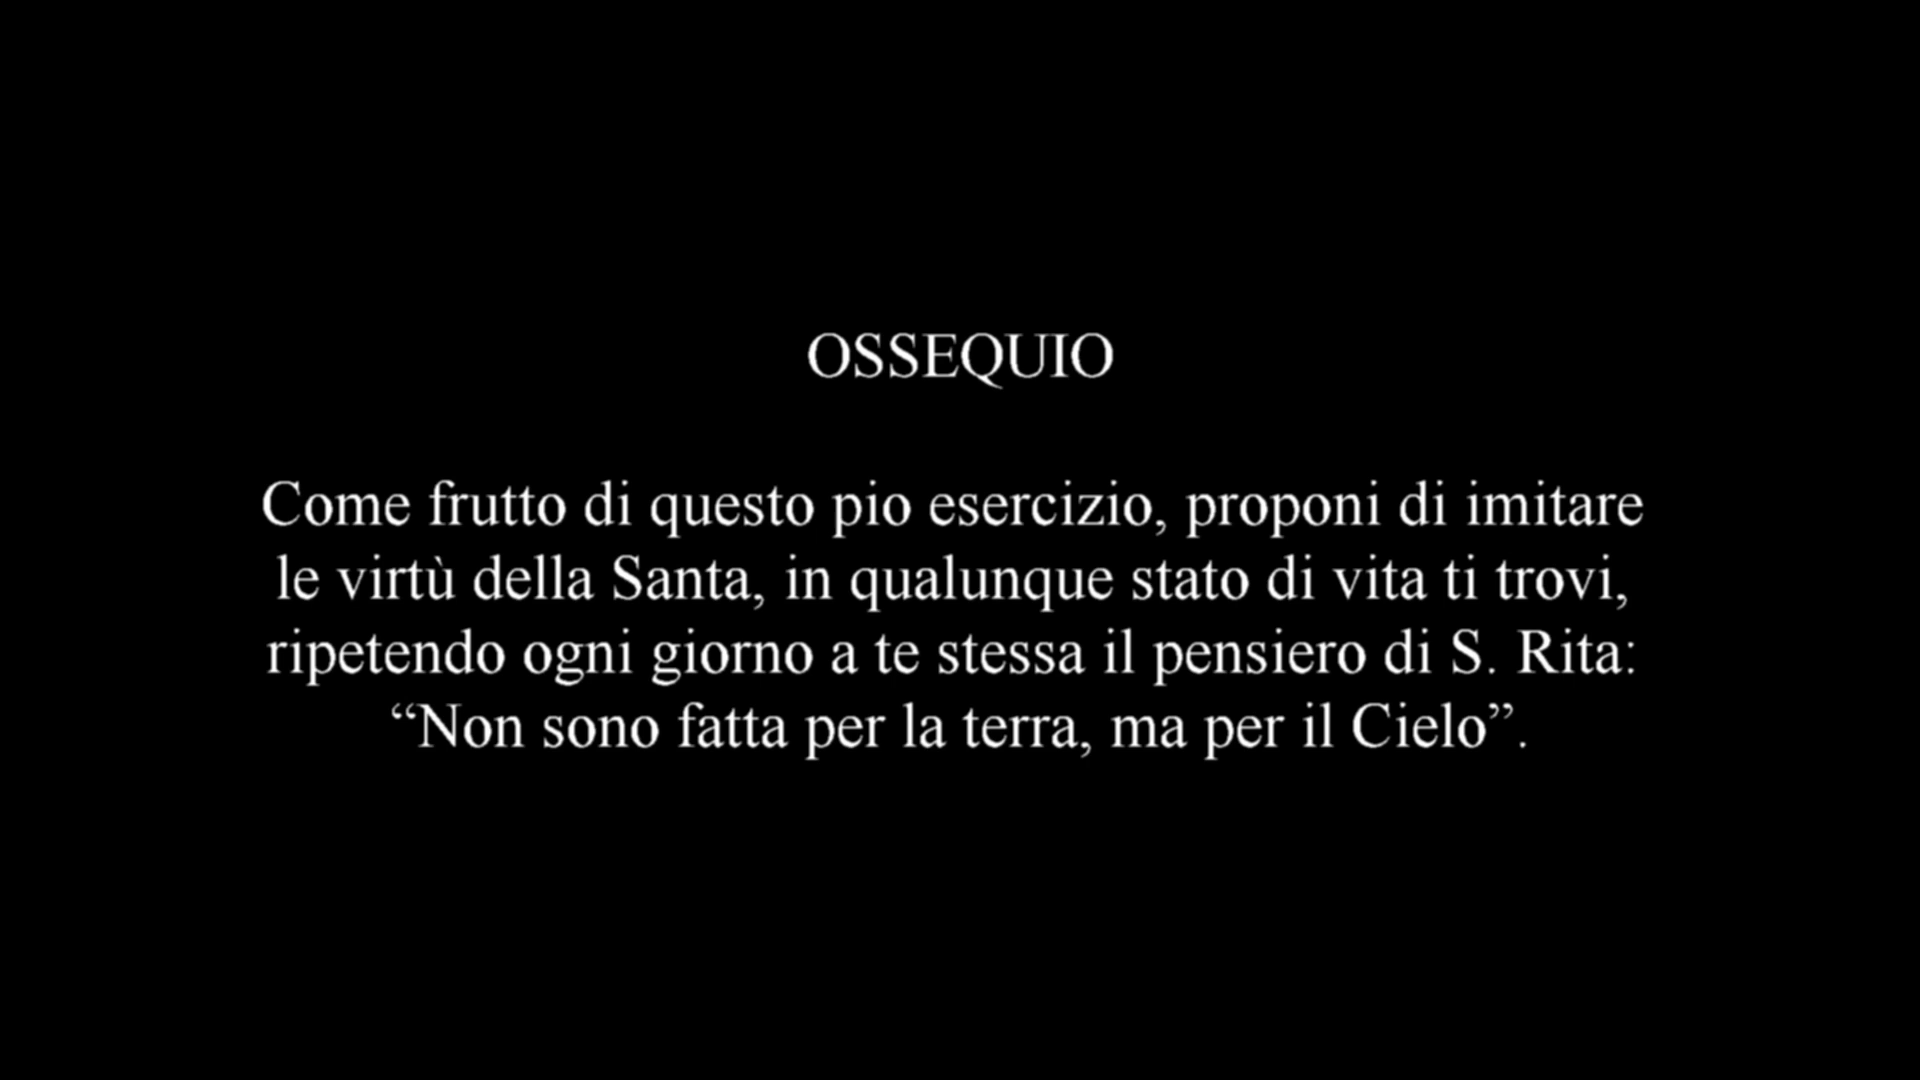 OSSEQUIO
Come frutto di questo pio esercizio, proponi di imitare
le virtù della Santa, in qualunque stato di vita ti trovi,
ripetendo ogni giorno a te stessa il pensiero di S. Rita:
“Non sono fatta per la terra, ma per il Cielo”.